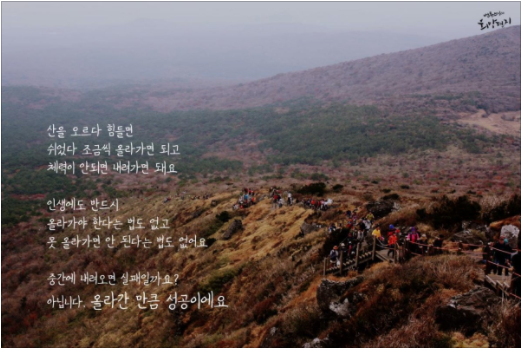 희망편지
산을 오르다 힘들면
쉬었다 조금씩 올라가면 되고
체력이 안되면 내려가면 돼요
인생에도 반드시
올라가야 한다는 법도 없고
못 올라가면 안 된다는 법도 없어요
중간에 내려오면 실패일까요?
아닙니다. 올라간 만큼 성공이에요